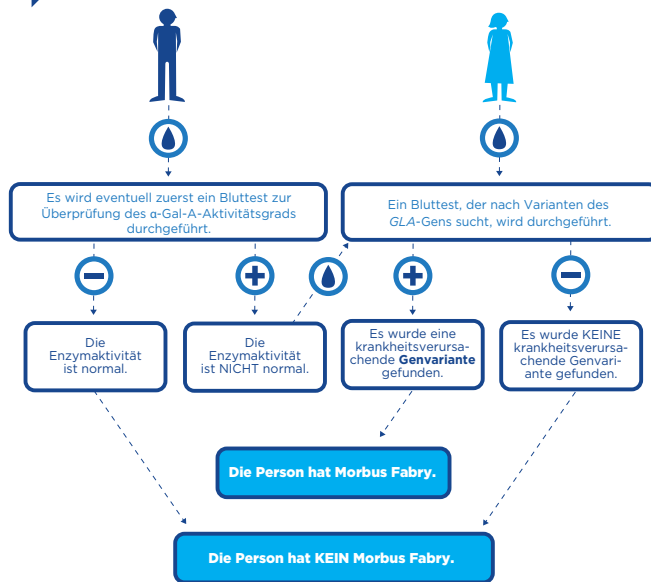 Es wird eventuell zuerst ein Bluttest zur
Überprüfung des α-Gal-A-Aktivitätsgrads
durchgeführt.
Ein Bluttest, der nach Varianten des
GLA-Gens sucht, wird durchgeführt.
Die
Enzymaktivität
ist normal.
Die
Enzymaktivität
ist NICHT normal.
Es wurde eine
krankheitsverursa-
chende Genvariante
gefunden.
Es wurde KEINE
krankheitsverursa-
chende Genvari-
ante gefunden.
Die Person hat Morbus Fabry.
Die Person hat KEIN Morbus Fabry.